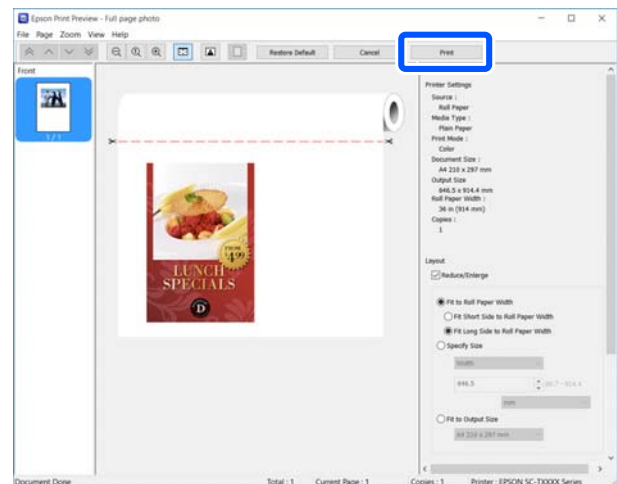 Epson Print Preview - Full page photo
File Page Zoom View Help
Restore Default
Cancel
Print
Front
1/1
FROM
$4.99
LUNCH
SPECIALS
D
Printer Settings
Source :
Roll Paper
Media Type :
Plain Paper
Print Mode :
Color
Document Size :
A4 210 x 297 mm
Output Size
646.5 x 914.4 mm
Roll Paper Width :
36 in (914 mm)
Copies :
1
Layout
Reduce/Enlarge
Fit to Roll Paper Width
Fit Short Side to Roll Paper Width
Fit Long Side to Roll Paper Width
Specify Size
Width
646.5
mm
Fit to Output Size
A4 210 x 297 mm
Document Done
Total : 1
Current Page : 1
Copies : 1
Printer : EPSON SC-TXXXX Series